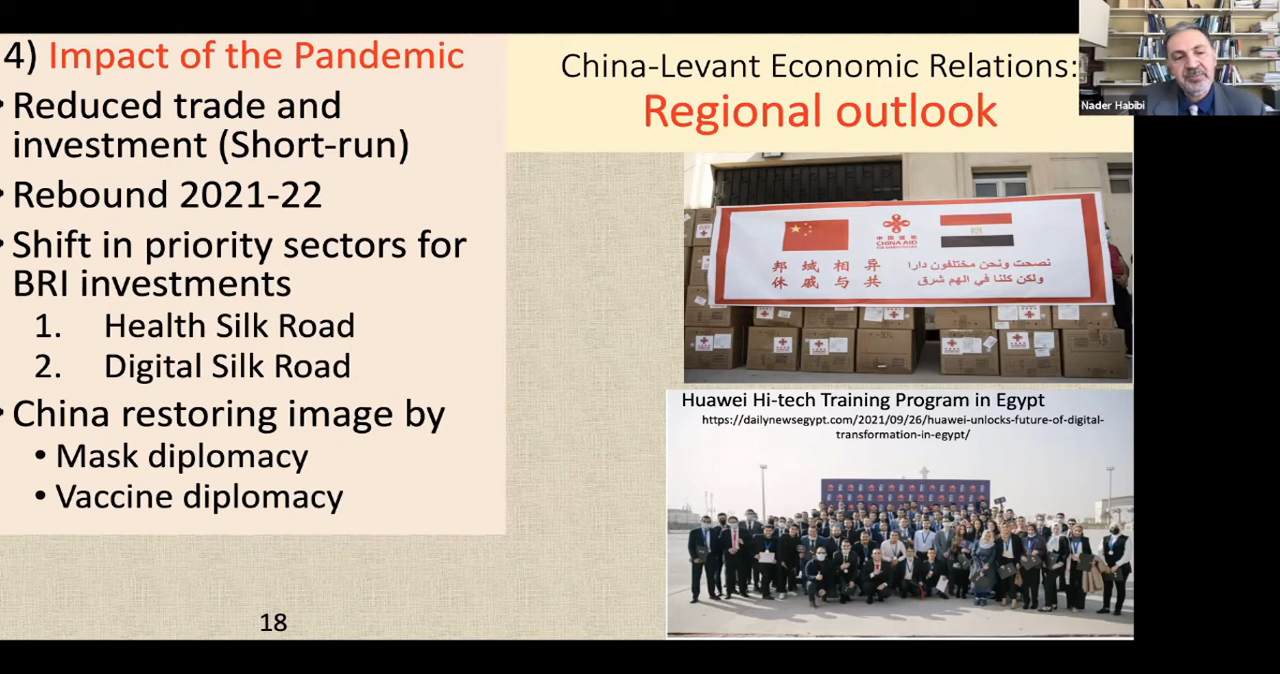 4) Impact of the Pandemic
• Reduced trade and
investment (Short-run)
• Rebound 2021-22
• Shift in priority sectors for
BRI investments
1. Health Silk Road
2. Digital Silk Road
• China restoring image by
• Mask diplomacy
• Vaccine diplomacy
18
China-Levant Economic Relations:
Regional outlook
Nader Habibi
中国援助
CHINA AID
邦域相异
休戚与共
نصحت ونحن مختلفون دارا
ولكن كلنا في الهم شرق
Huawei Hi-tech Training Program in Egypt
https://dailynewsegypt.com/2021/09/26/huawei-unlocks-future-of-digital-
transformation-in-egypt/